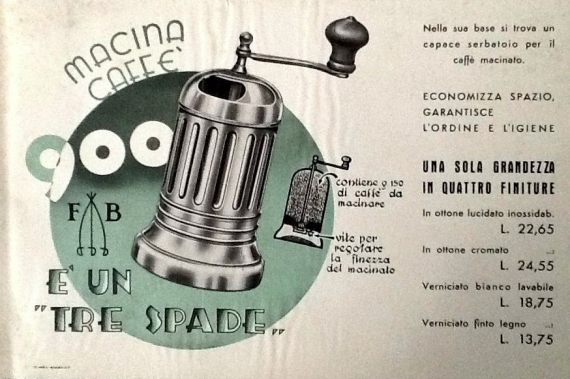 MACINA
CAFFE'
900
F B
E' UN
"TRE SPADE"
contiene g. 150
di caffè da
macinare
vite per
regolare
la finezza
del macinato
Nella sua base si trova un
capace serbatoio per il
caffè macinato.
ECONOMIZZA SPAZIO,
GARANTISCE
L'ORDINE E L'IGIENE
UNA SOLA GRANDEZZA
IN QUATTRO FINITURE
In ottone lucidato inossidab.
L. 22,65
In ottone cromato
L. 24,55
Verniciato bianco lavabile
L. 18,75
Verniciato finto legno
L. 13,75